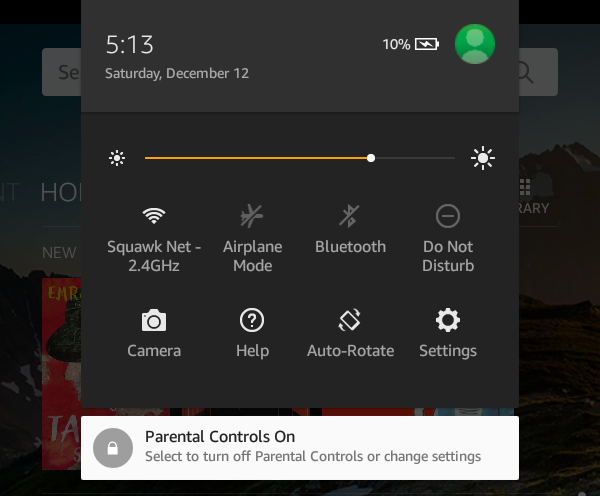 5:13
10%
Saturday, December 12
Se
NT HO
RARY
Squawk Net -
2.4GHz
Airplane
Mode
Bluetooth
Do Not
Disturb
NEW
EMR
Camera
Help
Auto-Rotate
Settings
TA
Parental Controls On
Select to turn off Parental Controls or change settings